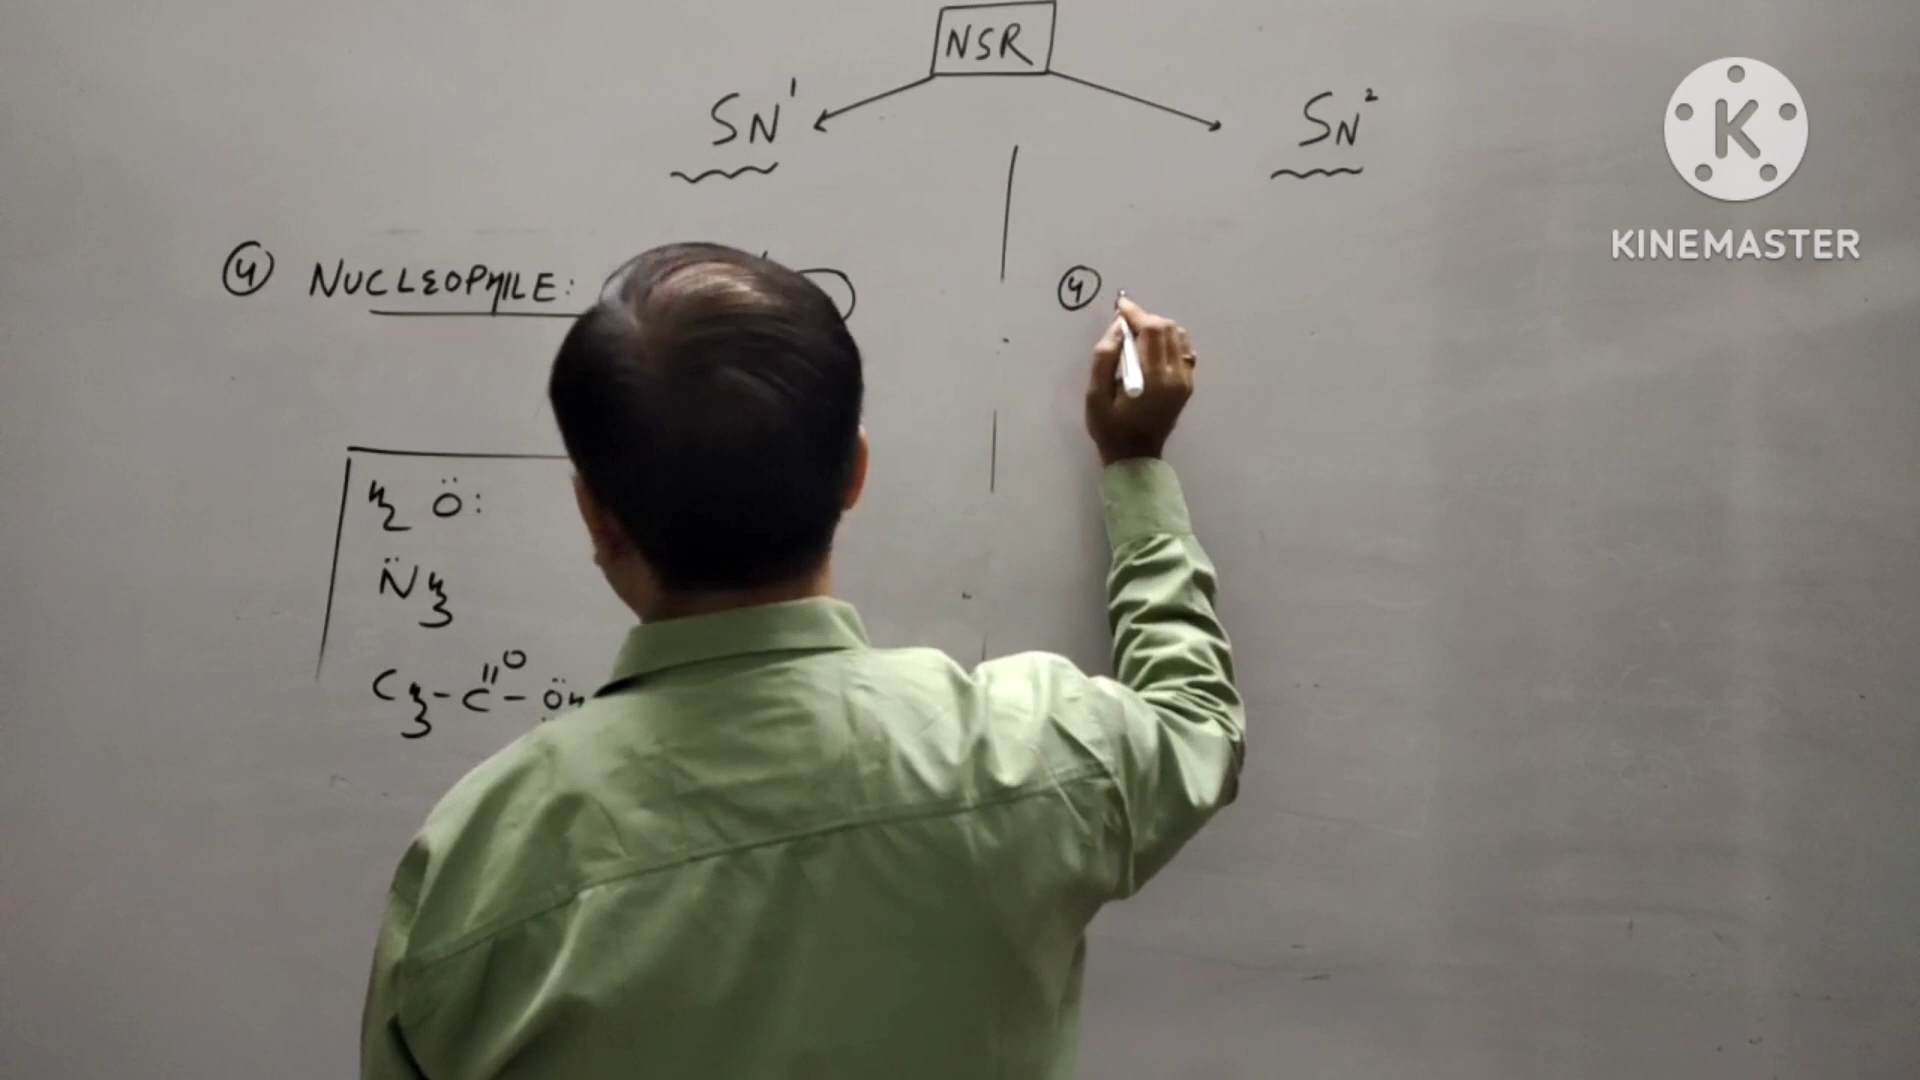 NSR
SN¹ SN²
K
KINEMASTER
④ NUCLEOPHILE: ④
H₂Ö:
N̈H₃
O
CH₃-C-ÖH